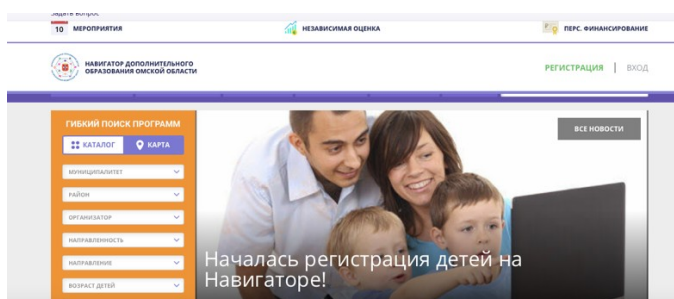 Задать вопрос
10 МЕРОПРИЯТИЯ
НЕЗАВИСИМАЯ ОЦЕНКА
ПЕРС. ФИНАНСИРОВАНИЕ
НАВИГАТОР ДОПОЛНИТЕЛЬНОГО
ОБРАЗОВАНИЯ ОМСКОЙ ОБЛАСТИ
РЕГИСТРАЦИЯ | ВХОД
ГИБКИЙ ПОИСК ПРОГРАММ
КАТАЛОГ
КАРТА
ВСЕ НОВОСТИ
МУНИЦИПАЛИТЕТ
РАЙОН
ОРГАНИЗАТОР
НАПРАВЛЕННОСТЬ
НАПРАВЛЕНИЕ
ВОЗРАСТ ДЕТЕЙ
Началась регистрация детей на
Навигаторе!